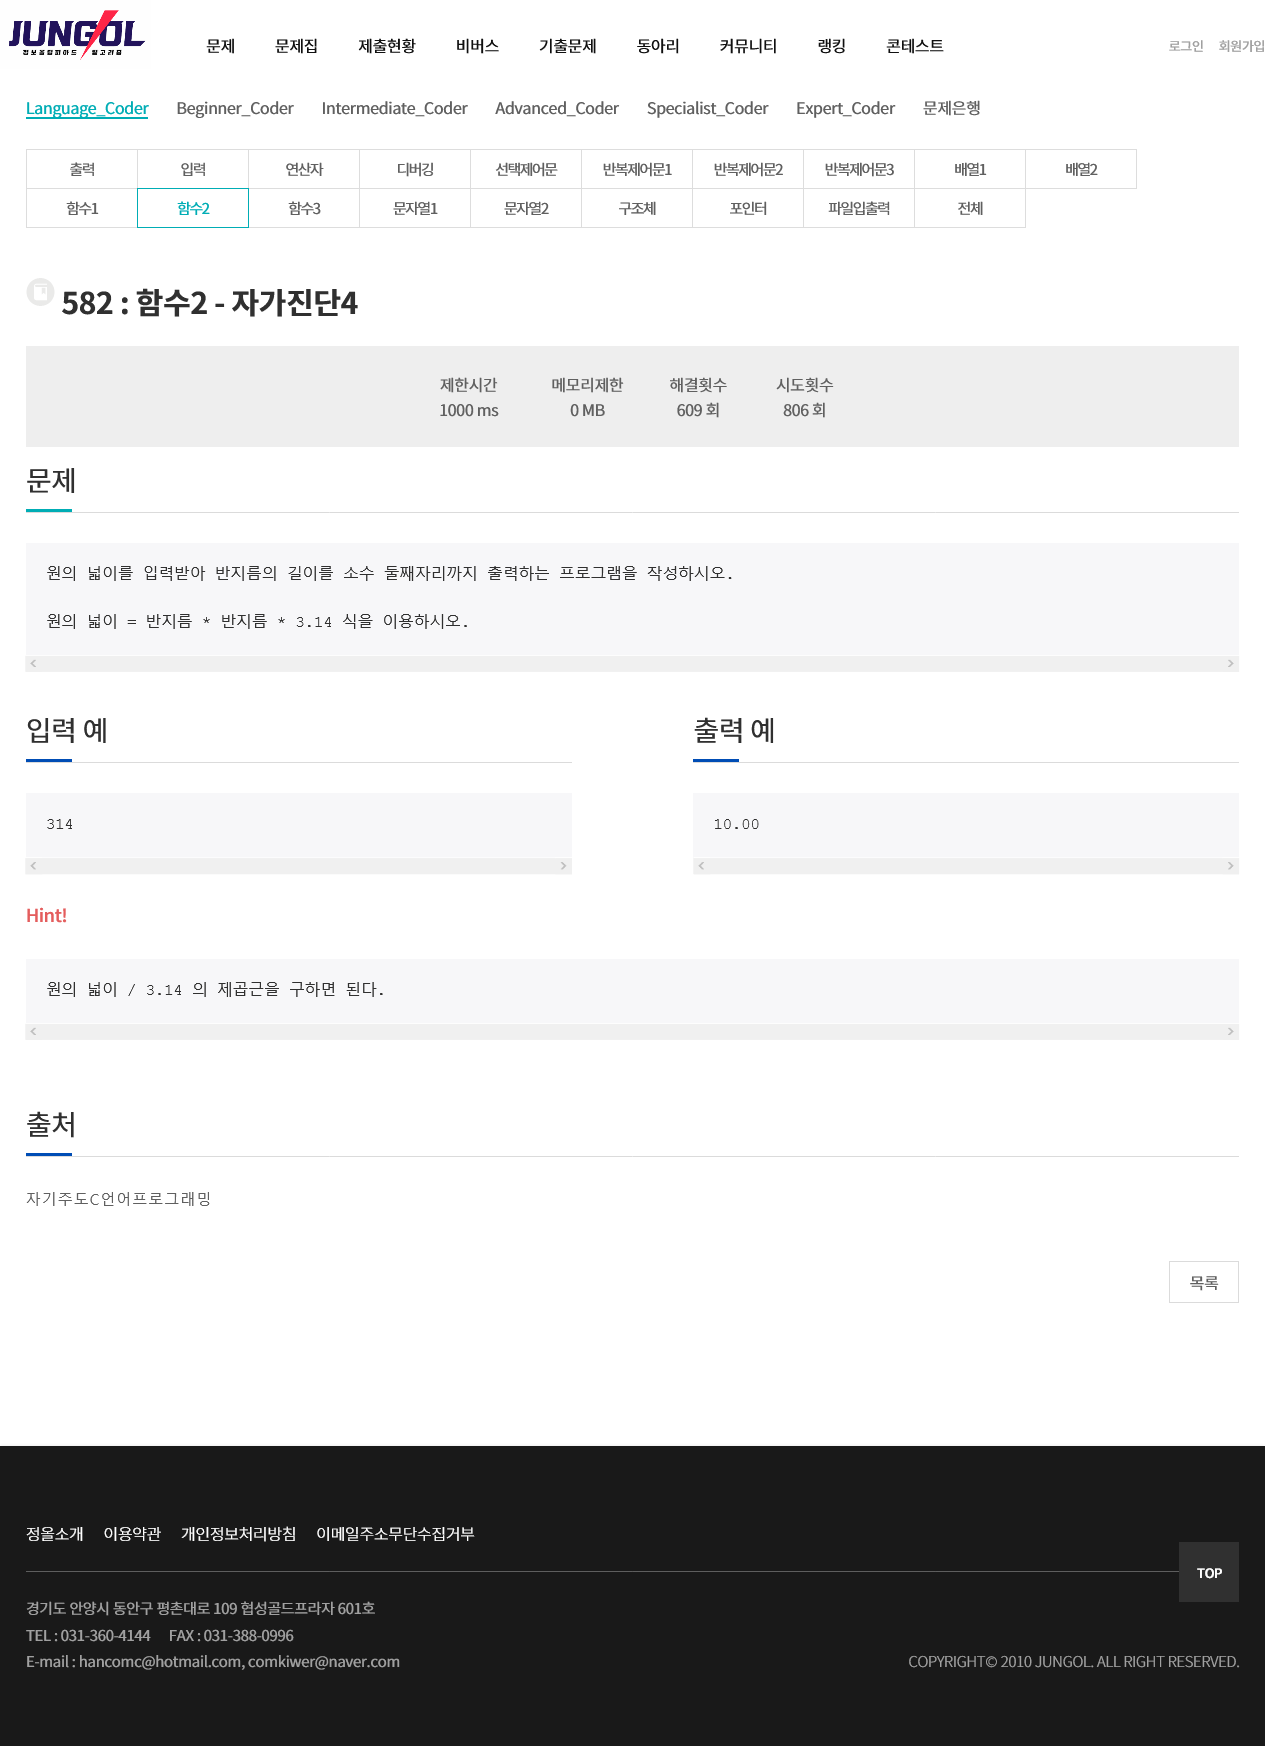 JUNGOL
정보올림피아드 알고리즘
문제 문제집 제출현황 비버스 기출문제 동아리 커뮤니티 랭킹 콘테스트 로그인 회원가입
Language_Coder Beginner_Coder Intermediate_Coder Advanced_Coder Specialist_Coder Expert_Coder 문제은행
출력 입력 연산자 디버깅 선택제어문 반복제어문1 반복제어문2 반복제어문3 배열1 배열2
함수1 함수2 함수3 문자열1 문자열2 구조체 포인터 파일입출력 전체
582 : 함수2 - 자가진단4
제한시간 메모리제한 해결횟수 시도횟수
1000 ms 0 MB 609 회 806 회
문제
원의 넓이를 입력받아 반지름의 길이를 소수 둘째자리까지 출력하는 프로그램을 작성하시오.
원의 넓이 = 반지름 * 반지름 * 3.14 식을 이용하시오.
입력 예
314
출력 예
10.00
Hint!
원의 넓이 / 3.14 의 제곱근을 구하면 된다.
출처
자기주도C언어프로그래밍
목록
정올소개 이용약관 개인정보처리방침 이메일주소무단수집거부
TOP
경기도 안양시 동안구 평촌대로 109 협성골드프라자 601호
TEL : 031-360-4144 FAX : 031-388-0996
E-mail : hancomc@hotmail.com, comkiwer@naver.com
COPYRIGHT© 2010 JUNGOL. ALL RIGHT RESERVED.